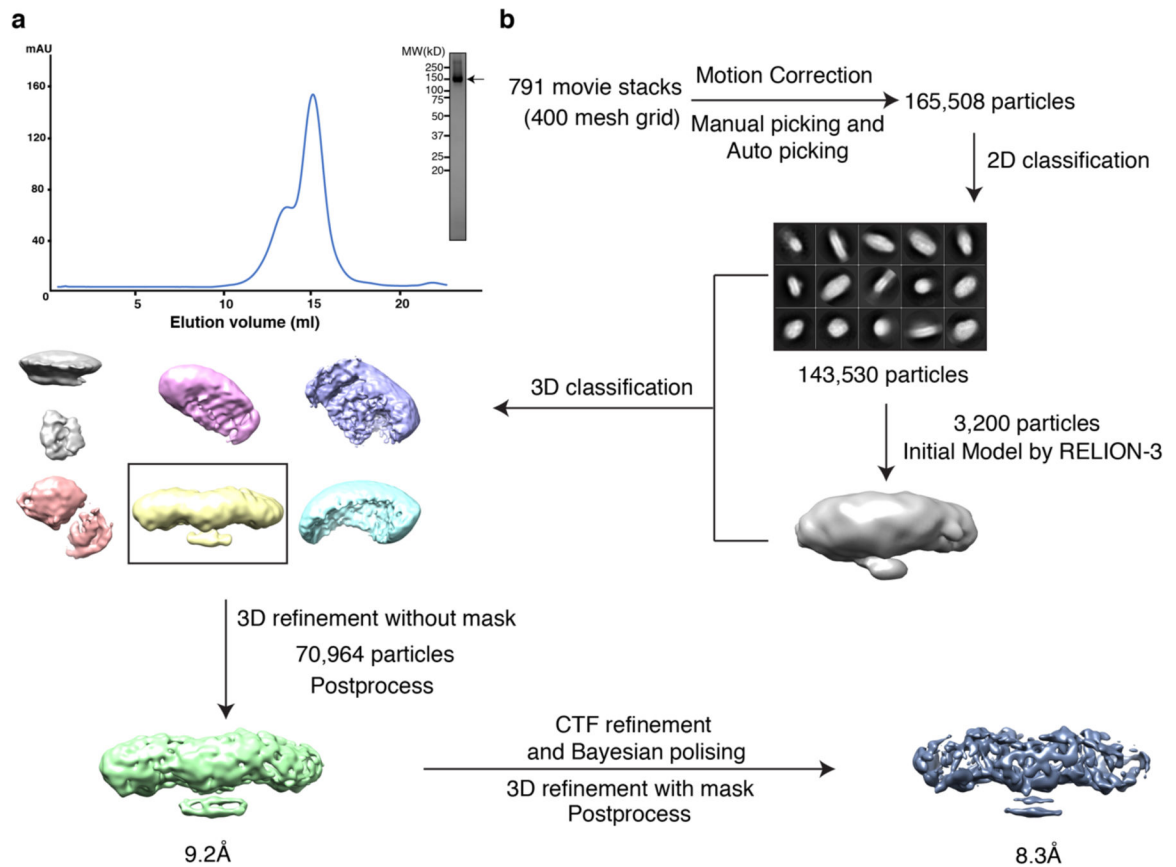 a
mAU
160
120
80
40
0
5
10
15
20
Elution volume (ml)
MW(kD)
250
150
100
75
50
37
25
20
b
791 movie stacks
(400 mesh grid)
Motion Correction
Manual picking and
Auto picking
165,508 particles
2D classification
143,530 particles
3,200 particles
Initial Model by RELION-3
3D classification
3D refinement without mask
70,964 particles
Postprocess
9.2Å
CTF refinement
and Bayesian polising
3D refinement with mask
Postprocess
8.3Å